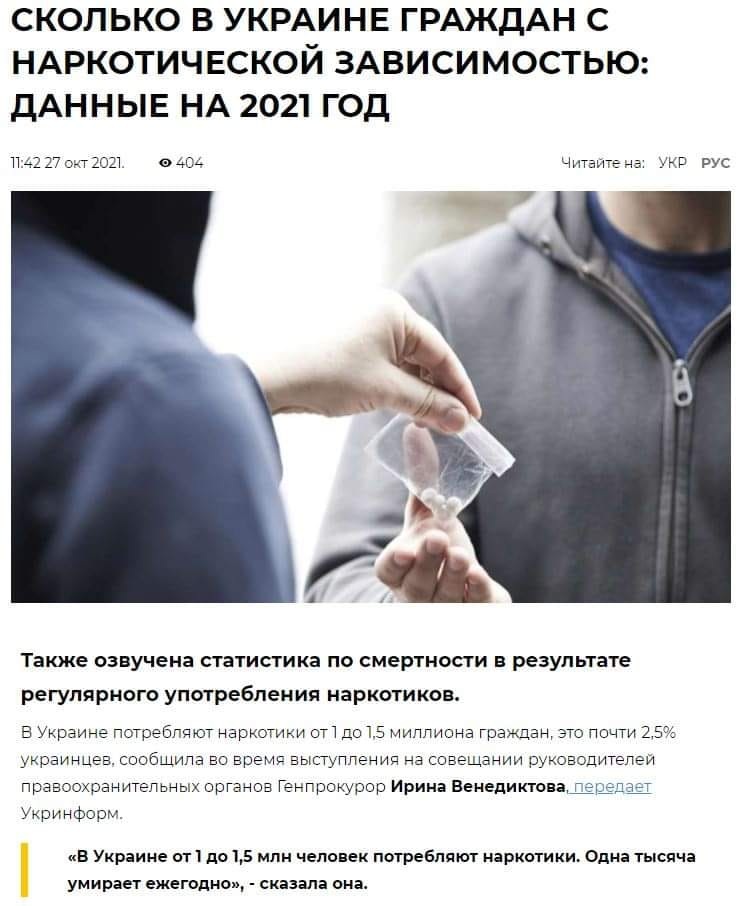 СКОЛЬКО В УКРАИНЕ ГРАЖДАН С
НАРКОТИЧЕСКОЙ ЗАВИСИМОСТЬЮ:
ДАННЫЕ НА 2021 ГОД
11:42 27 окт 2021. 404 Читайте на: УКР РУС
Также озвучена статистика по смертности в результате
регулярного употребления наркотиков.
В Украине потребляют наркотики от 1 до 1,5 миллиона граждан, это почти 2,5%
украинцев, сообщила во время выступления на совещании руководителей
правоохранительных органов Генпрокурор Ирина Венедиктова, передает
Укринформ.
«В Украине от 1 до 1,5 млн человек потребляют наркотики. Одна тысяча
умирает ежегодно», - сказала она.